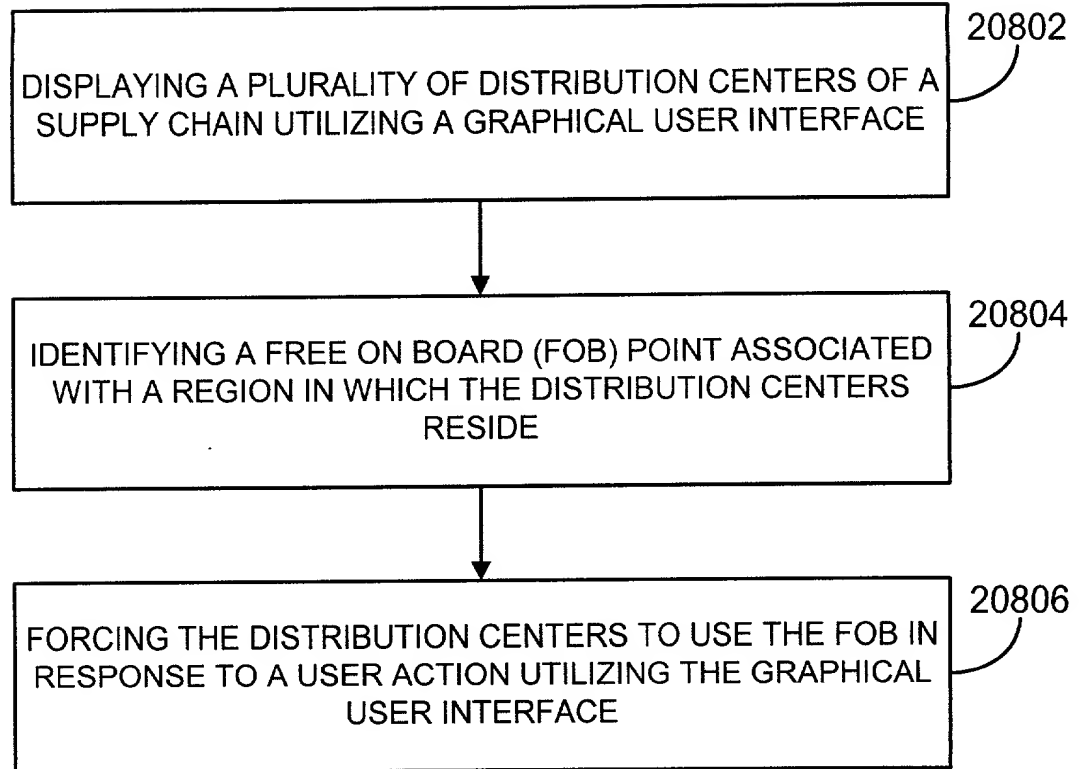 20802
DISPLAYING A PLURALITY OF DISTRIBUTION CENTERS OF A
SUPPLY CHAIN UTILIZING A GRAPHICAL USER INTERFACE
20804
IDENTIFYING A FREE ON BOARD (FOB) POINT ASSOCIATED
WITH A REGION IN WHICH THE DISTRIBUTION CENTERS
RESIDE
20806
FORCING THE DISTRIBUTION CENTERS TO USE THE FOB IN
RESPONSE TO A USER ACTION UTILIZING THE GRAPHICAL
USER INTERFACE